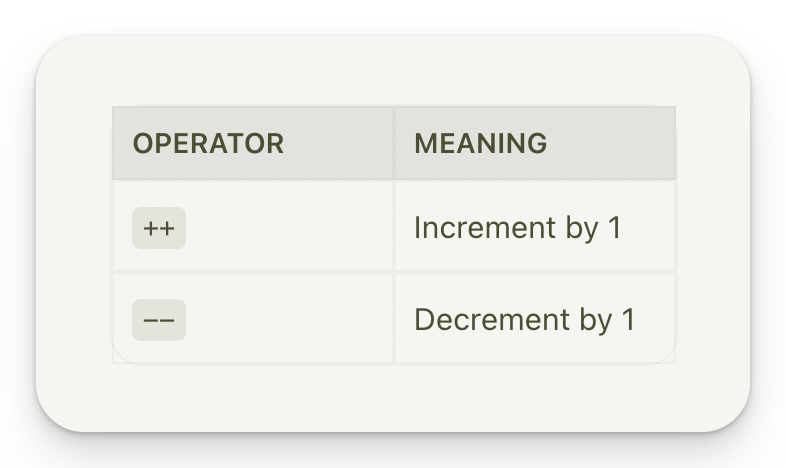 OPERATOR MEANING
++ Increment by 1
-- Decrement by 1